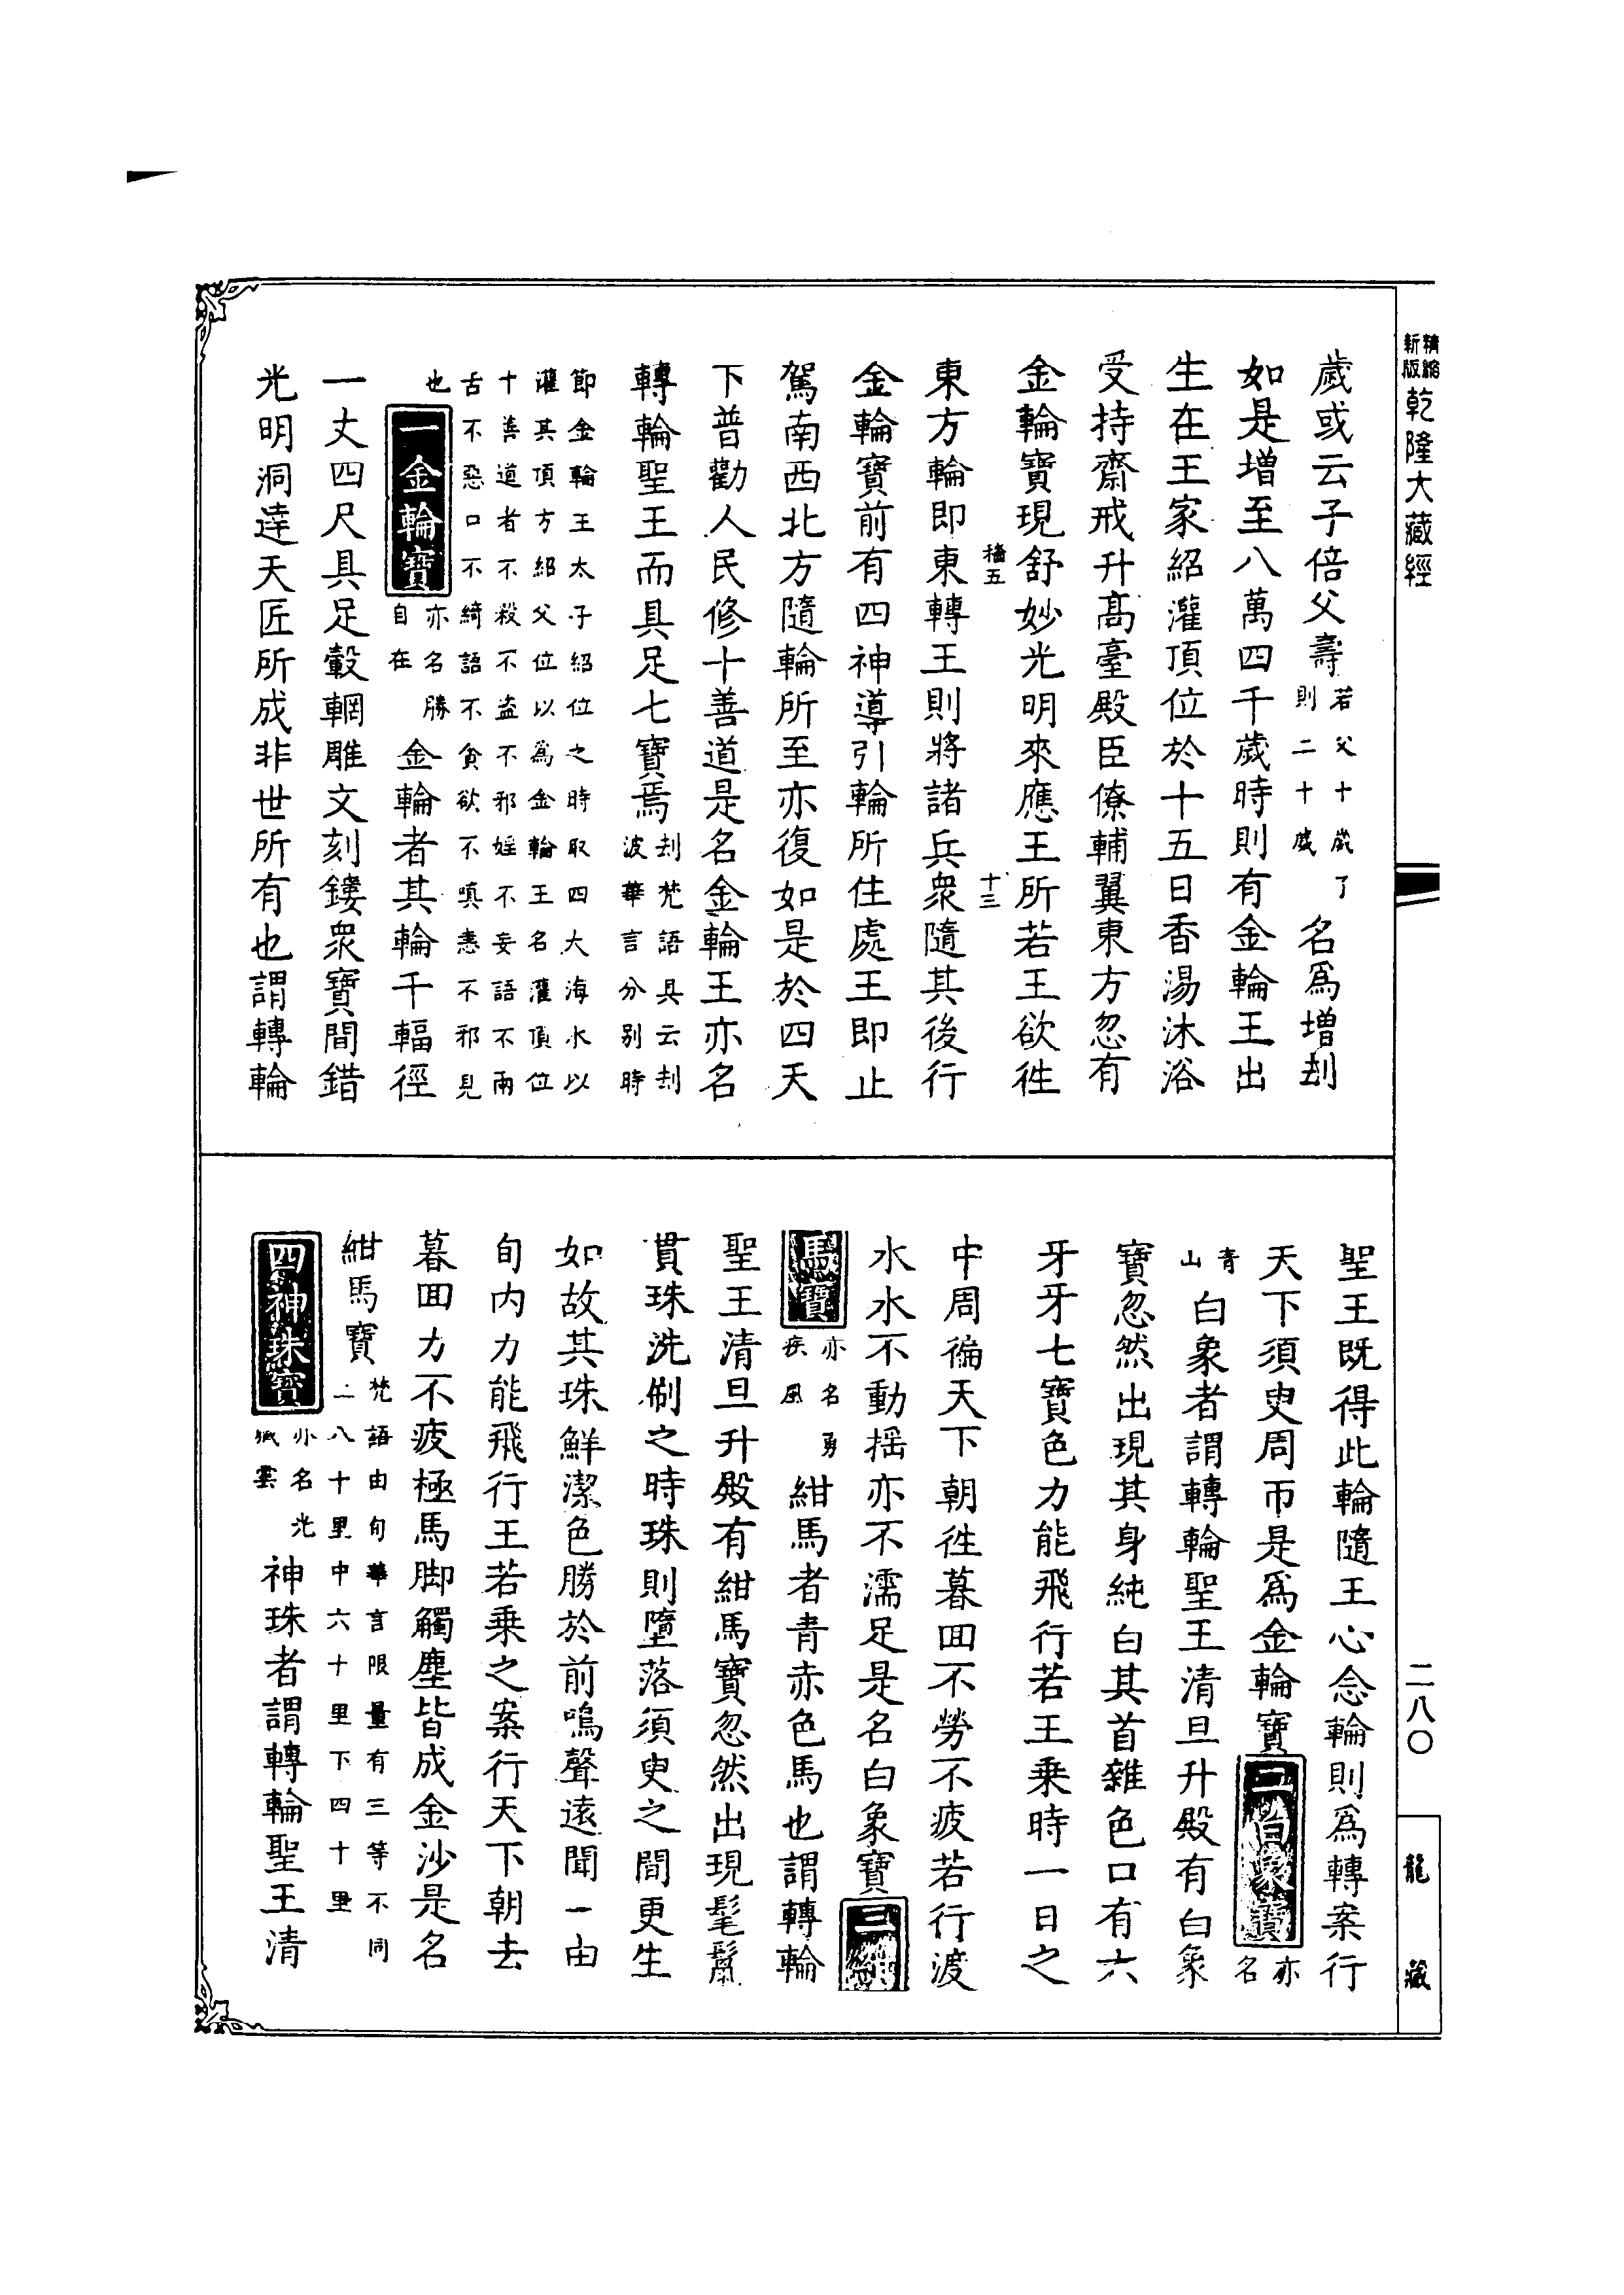 精縮
新版
乾隆大藏經
二八〇
龍藏
歲或云子倍父壽
若父十歲了
則二十歲
名爲增刦
如是增至八萬四千歲時則有金輪王出
生在王家紹灌頂位於十五日香湯沐浴
受持齋戒升高臺殿臣僚輔翼東方忽有
金輪寶現舒妙光明來應王所若王欲徃
五
十三
東方輪即東轉王則將諸兵衆隨其後行
金輪寶前有四神導引輪所住處王即止
駕南西北方隨輪所至亦復如是於四天
下普勸人民修十善道是名金輪王亦名
轉輪聖王而具足七寶焉
刦梵語具云刦
波華言分別時
節金輪王太子紹位之時取四大海水以
灌其頂方紹父位以爲金輪王名灌頂位
十善道者不殺不盗不邪婬不妄語不兩
舌不惡口不綺語不貪欲不嗔恚不邪見
也
一金輪寶
亦名勝
自在
金輪者其輪千輻徑
一丈四尺具足轂輞雕文刻鏤衆寶間錯
光明洞達天匠所成非世所有也謂轉輪
聖王既得此輪隨王心念輪則爲轉案行
天下須臾周帀是爲金輪寶
二白象寶
亦
名
青
山
白象者謂轉輪聖王清旦升殿有白象
寶忽然出現其身純白其首雜色口有六
牙牙七寶色力能飛行若王乗時一日之
中周徧天下朝徃暮囬不勞不疲若行渡
水水不動揺亦不濡足是名白象寶
三紺
馬寶
亦名勇
疾風
紺馬者青赤色馬也謂轉輪
聖王清旦升殿有紺馬寶忽然出現髦鬣
貫珠洗刷之時珠則墮落須臾之間更生
如故其珠鮮潔色勝於前鳴聲遠聞一由
旬内力能飛行王若乗之案行天下朝去
暮囬力不疲極馬脚觸塵皆成金沙是名
紺馬寶
梵語由旬華言限量有三等不同
上八十里中六十里下四十里
四神珠寶
亦名光
藏雲
神珠者謂轉輪聖王清